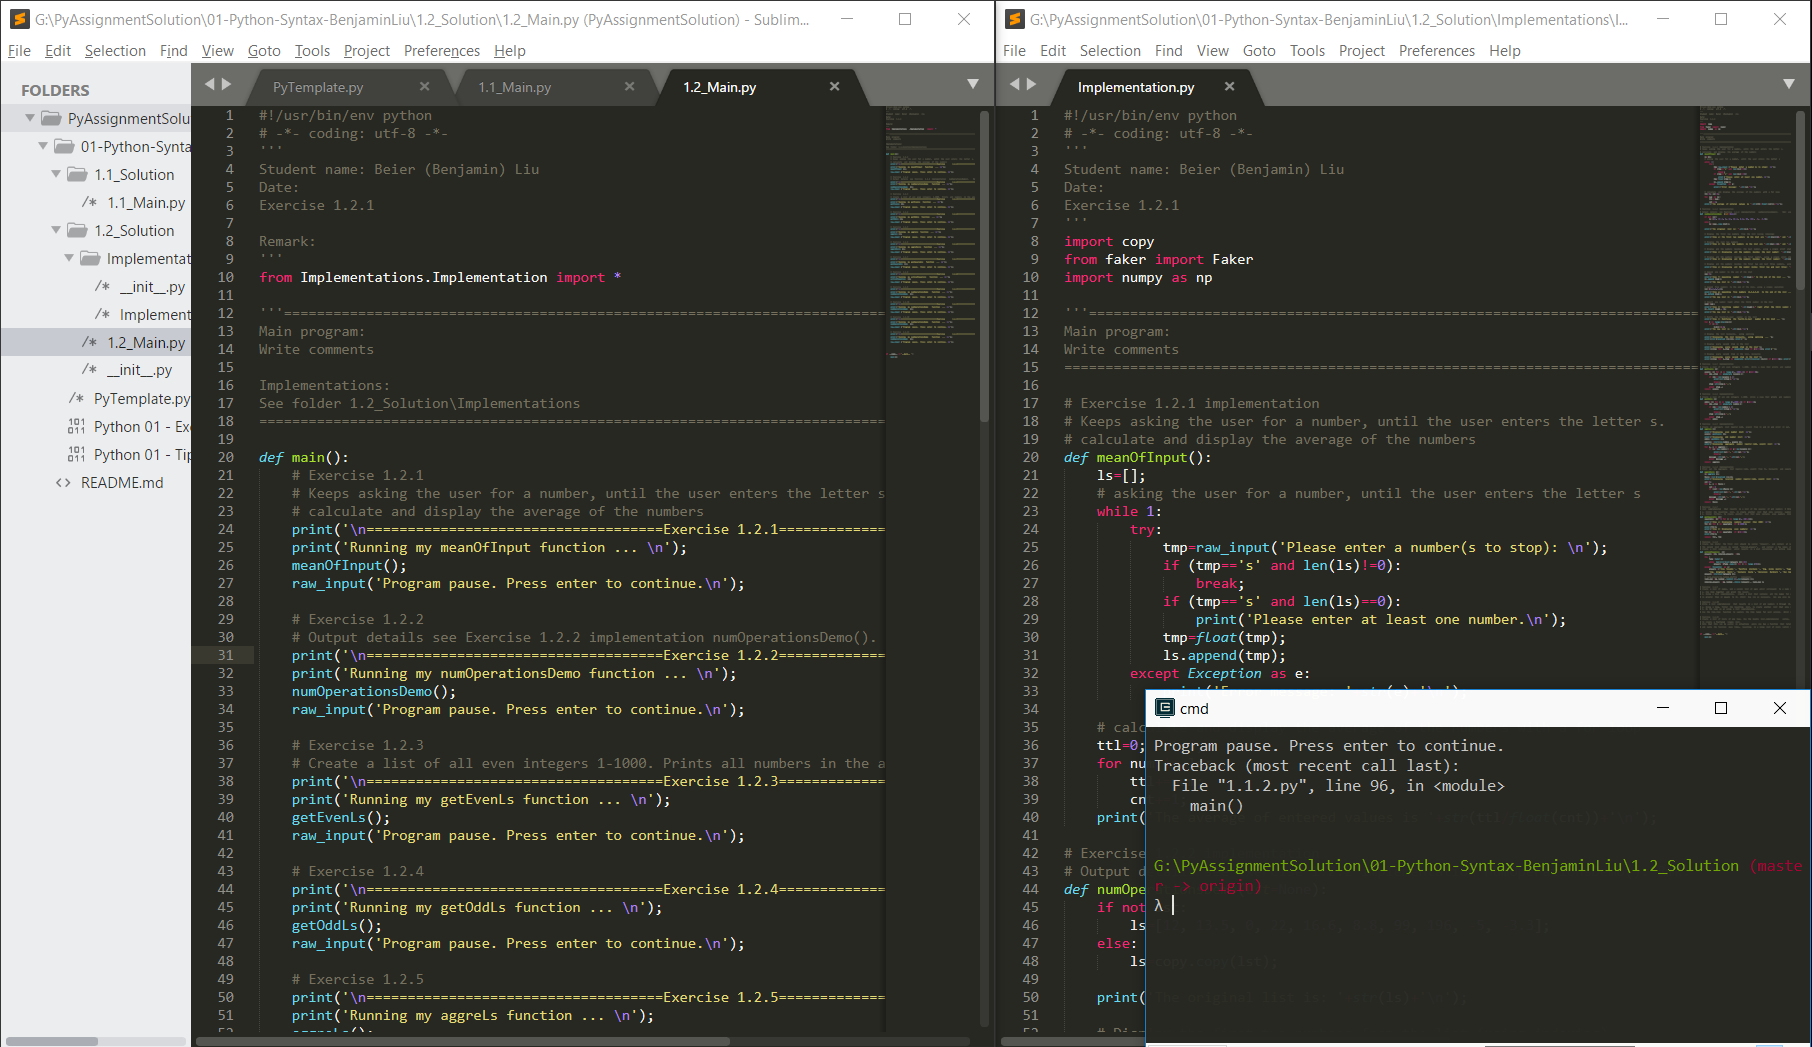 G:\PyAssignmentSolution\01-Python-Syntax-BenjaminLiu\1.2_Solution\1.2_Main.py (PyAssignmentSolution) - Sublim...
File Edit Selection Find View Goto Tools Project Preferences Help
FOLDERS
PyAssignmentSolu
01-Python-Synta
1.1_Solution
/* 1.1_Main.py
1.2_Solution
Implementat
/* __init__.py
/* Implement
/* 1.2_Main.py
/* __init__.py
/* PyTemplate.py
Python 01 - Exe
Python 01 - Tip
<> README.md
PyTemplate.py 1.1_Main.py 1.2_Main.py
1 #!/usr/bin/env python
2 # -*- coding: utf-8 -*-
3 '''
4 Student name: Beier (Benjamin) Liu
5 Date:
6 Exercise 1.2.1
7
8 Remark:
9 '''
10 from Implementations.Implementation import *
11
12 '''===========================================================================
13 Main program:
14 Write comments
15
16 Implementations:
17 See folder 1.2_Solution\Implementations
18 ============================================================================
19
20 def main():
21 # Exercise 1.2.1
22 # Keeps asking the user for a number, until the user enters the letter s
23 # calculate and display the average of the numbers
24 print('\n====================================Exercise 1.2.1=============
25 print('Running my meanOfInput function ... \n');
26 meanOfInput();
27 raw_input('Program pause. Press enter to continue.\n');
28
29 # Exercise 1.2.2
30 # Output details see Exercise 1.2.2 implementation numOperationsDemo().
31 print('\n====================================Exercise 1.2.2=============
32 print('Running my numOperationsDemo function ... \n');
33 numOperationsDemo();
34 raw_input('Program pause. Press enter to continue.\n');
35
36 # Exercise 1.2.3
37 # Create a list of all even integers 1-1000. Prints all numbers in the a
38 print('\n====================================Exercise 1.2.3=============
39 print('Running my getEvenLs function ... \n');
40 getEvenLs();
41 raw_input('Program pause. Press enter to continue.\n');
42
43 # Exercise 1.2.4
44 print('\n====================================Exercise 1.2.4=============
45 print('Running my getOddLs function ... \n');
46 getOddLs();
47 raw_input('Program pause. Press enter to continue.\n');
48
49 # Exercise 1.2.5
50 print('\n====================================Exercise 1.2.5=============
51 print('Running my aggreLs function ... \n');
52 aggreLs();
G:\PyAssignmentSolution\01-Python-Syntax-BenjaminLiu\1.2_Solution\Implementations\I...
File Edit Selection Find View Goto Tools Project Preferences Help
Implementation.py
1 #!/usr/bin/env python
2 # -*- coding: utf-8 -*-
3 '''
4 Student name: Beier (Benjamin) Liu
5 Date:
6 Exercise 1.2.1
7 '''
8 import copy
9 from faker import Faker
10 import numpy as np
11
12 '''===========================================================================
13 Main program:
14 Write comments
15 =============================================================================
16
17 # Exercise 1.2.1 implementation
18 # Keeps asking the user for a number, until the user enters the letter s.
19 # calculate and display the average of the numbers
20 def meanOfInput():
21 ls=[];
22 # asking the user for a number, until the user enters the letter s
23 while 1:
24 try:
25 tmp=raw_input('Please enter a number(s to stop): \n');
26 if (tmp=='s' and len(ls)!=0):
27 break;
28 if (tmp=='s' and len(ls)==0):
29 print('Please enter at least one number.\n');
30 tmp=float(tmp);
31 ls.append(tmp);
32 except Exception as e:
33
34
35 # calc
36 ttl=0;
37 for nu
38 tt
39 cn
40 print(
41
42 # Exercise
43 # Output d
44 def numOpe
45 if not
46 ls
47 else:
48 ls
49
50 print(
51
52 # Dis
cmd
Program pause. Press enter to continue.
Traceback (most recent call last):
File "1.1.2.py", line 96, in <module>
main()
G:\PyAssignmentSolution\01-Python-Syntax-BenjaminLiu\1.2_Solution (maste
r -> origin)
λ